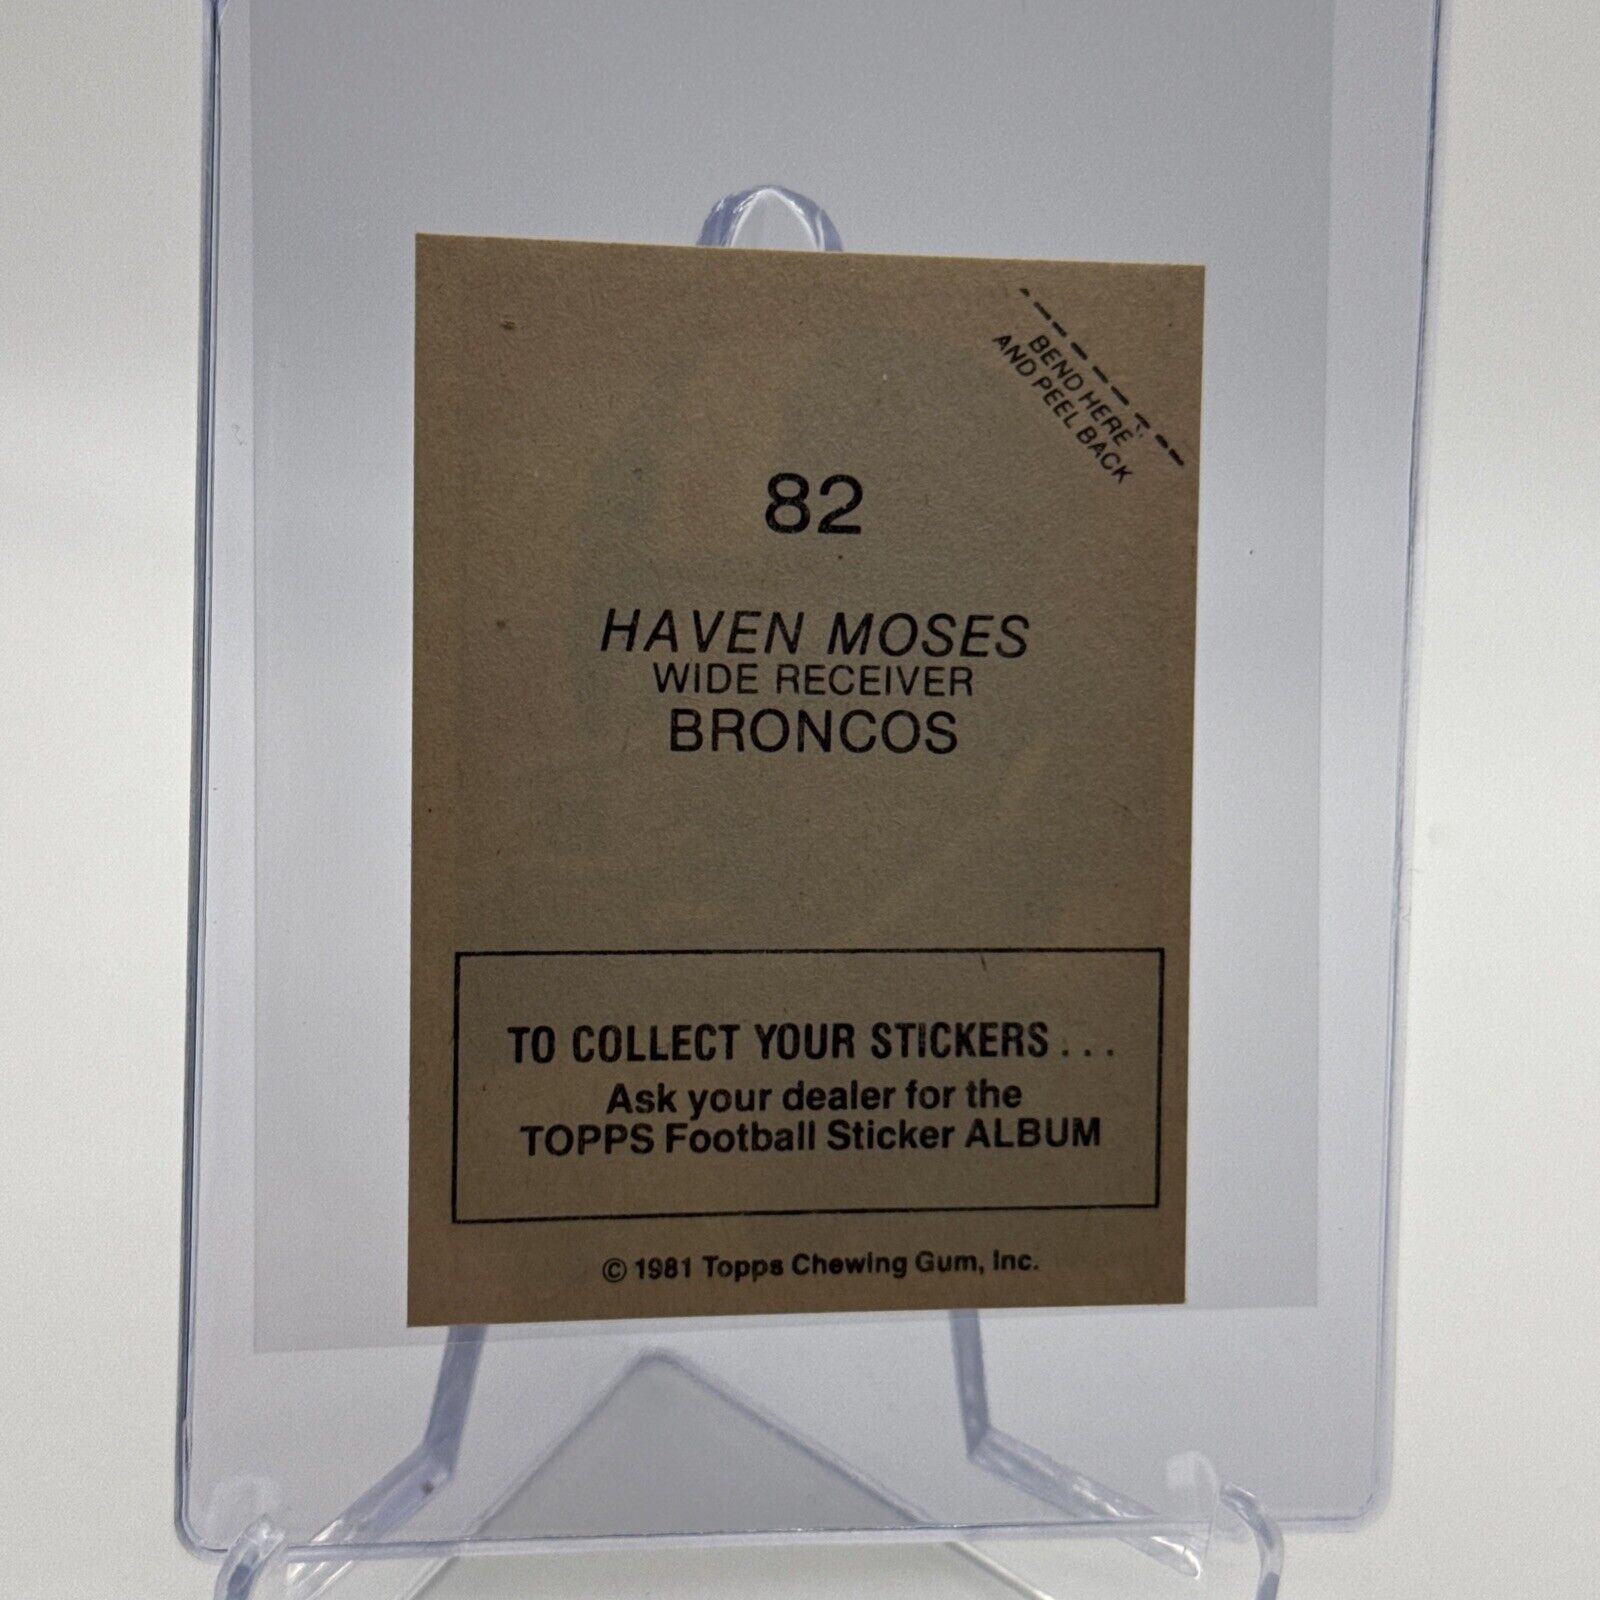 BEND HERE
AND PEEL BACK
82
HAVEN MOSES
WIDE RECEIVER
BRONCOS
TO COLLECT YOUR STICKERS . . .
Ask your dealer for the
TOPPS Football Sticker ALBUM
© 1981 Topps Chewing Gum, Inc.